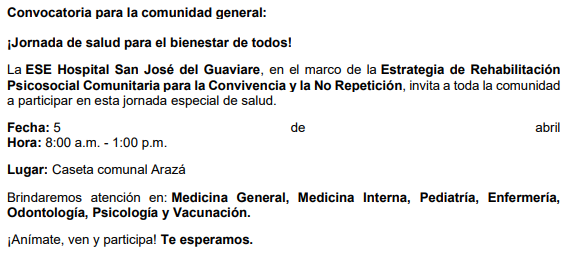 Convocatoria para la comunidad general:
¡Jornada de salud para el bienestar de todos!
La ESE Hospital San José del Guaviare, en el marco de la Estrategia de Rehabilitación
Psicosocial Comunitaria para la Convivencia y la No Repetición, invita a toda la comunidad
a participar en esta jornada especial de salud.
Fecha: 5 de abril
Hora: 8:00 a.m. - 1:00 p.m.
Lugar: Caseta comunal Arazá
Brindaremos atención en: Medicina General, Medicina Interna, Pediatría, Enfermería,
Odontología, Psicología y Vacunación.
¡Anímate, ven y participa! Te esperamos.